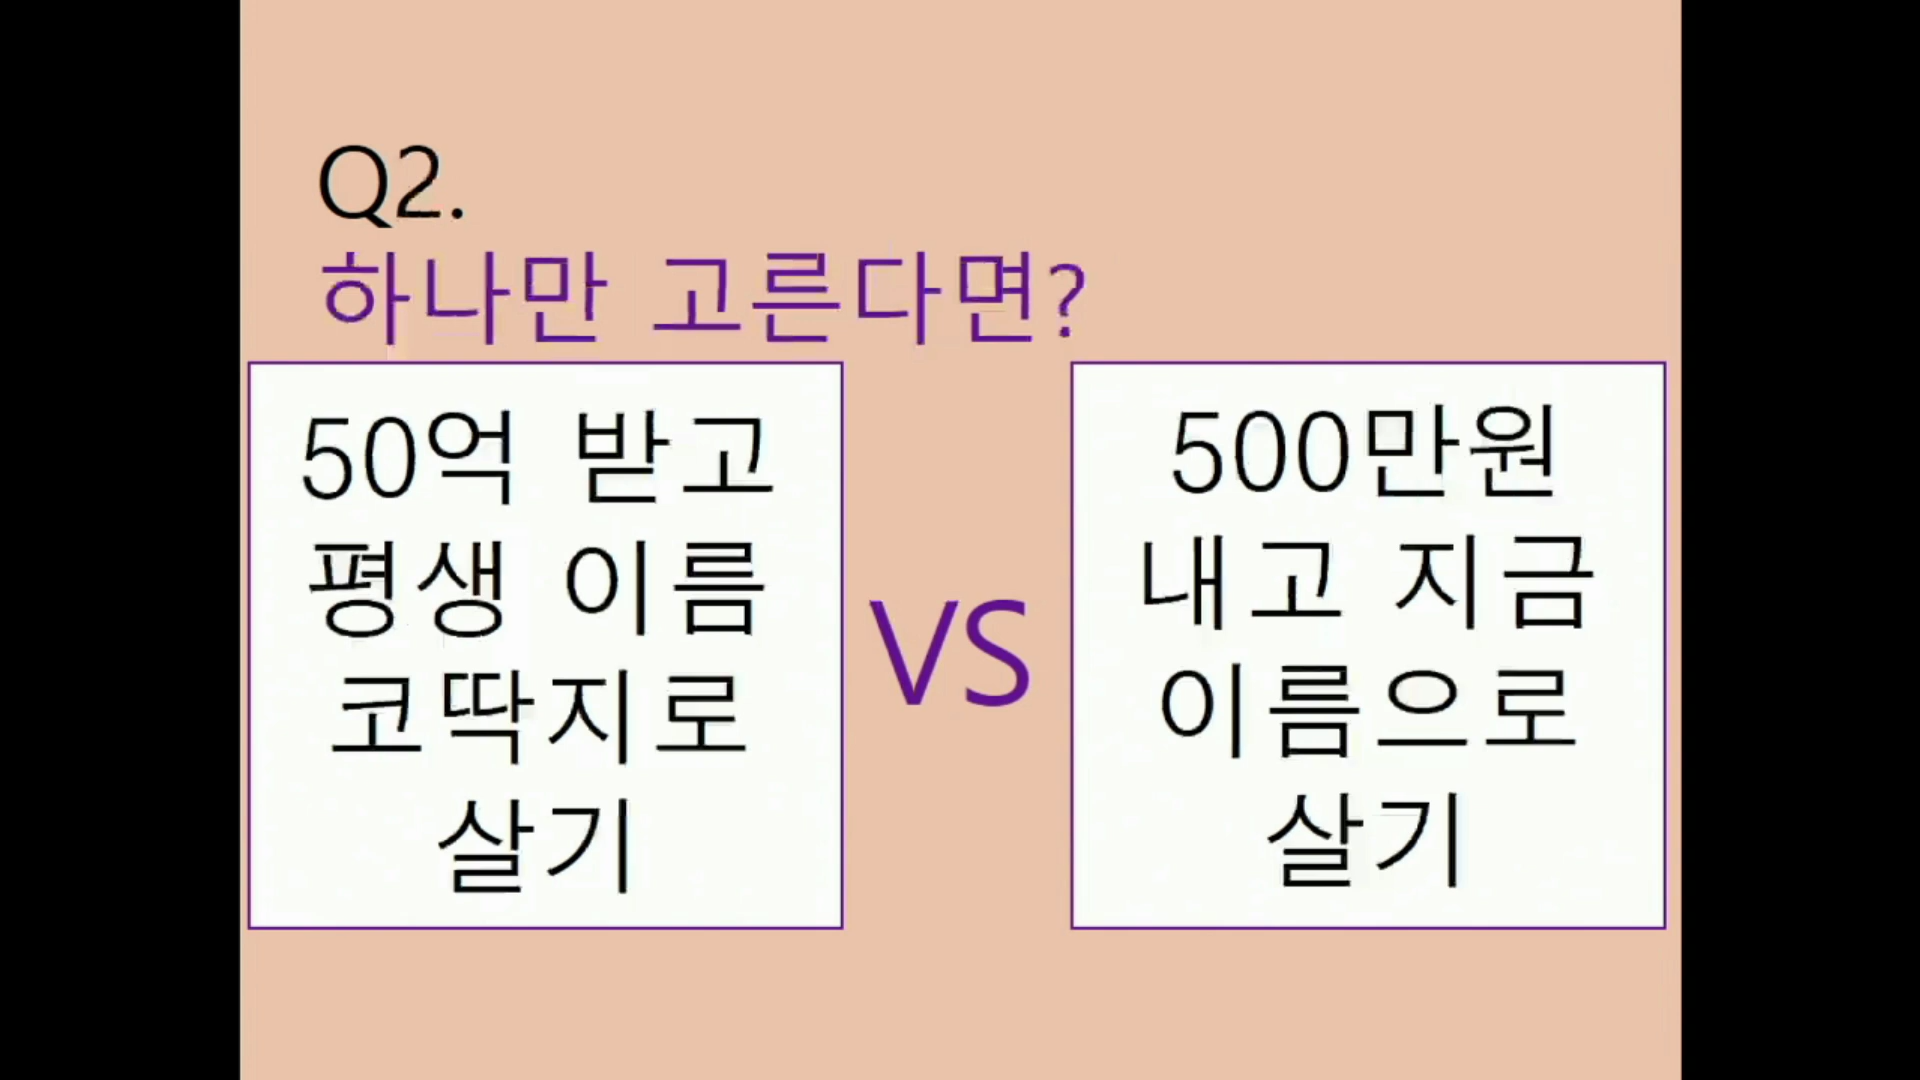 Q2.
하나만 고른다면?
50억 받고
평생 이름
코딱지로
살기
VS
500만원
내고 지금
이름으로
살기